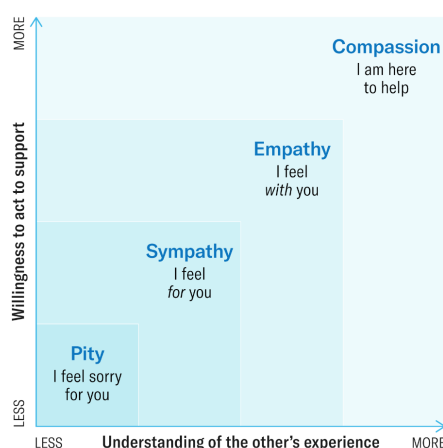 MORE
Compassion
I am here
to help
Empathy
I feel
with you
Willingness to act to support
Sympathy
I feel
for you
Pity
I feel sorry
for you
LESS
LESS Understanding of the other's experience MORE